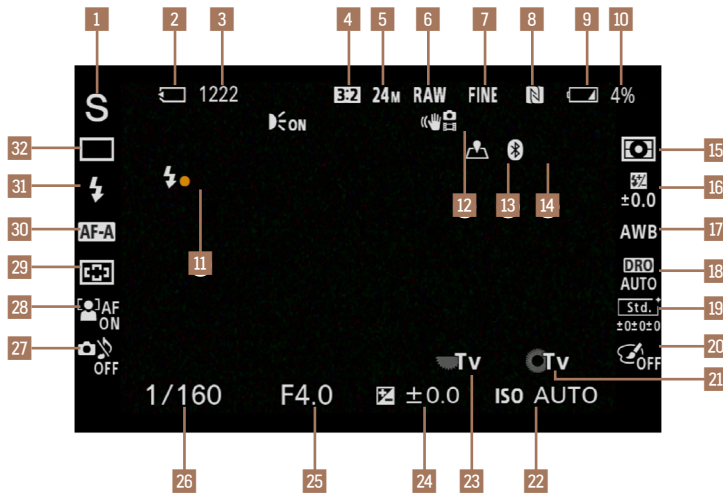 1 2 3 4 5 6 7 8 9 10
S 1222 3:2 24M RAW FINE N 4%
ON
32
31
30 AF-A
29
28 AF ON
27 OFF
11 12 13 14
15
16 ±0.0
17 AWB
18 DRO AUTO
19 Std. ±0±0±0
20 OFF
Tv Tv 21
1/160 F4.0 ±0.0 ISO AUTO
26 25 24 23 22